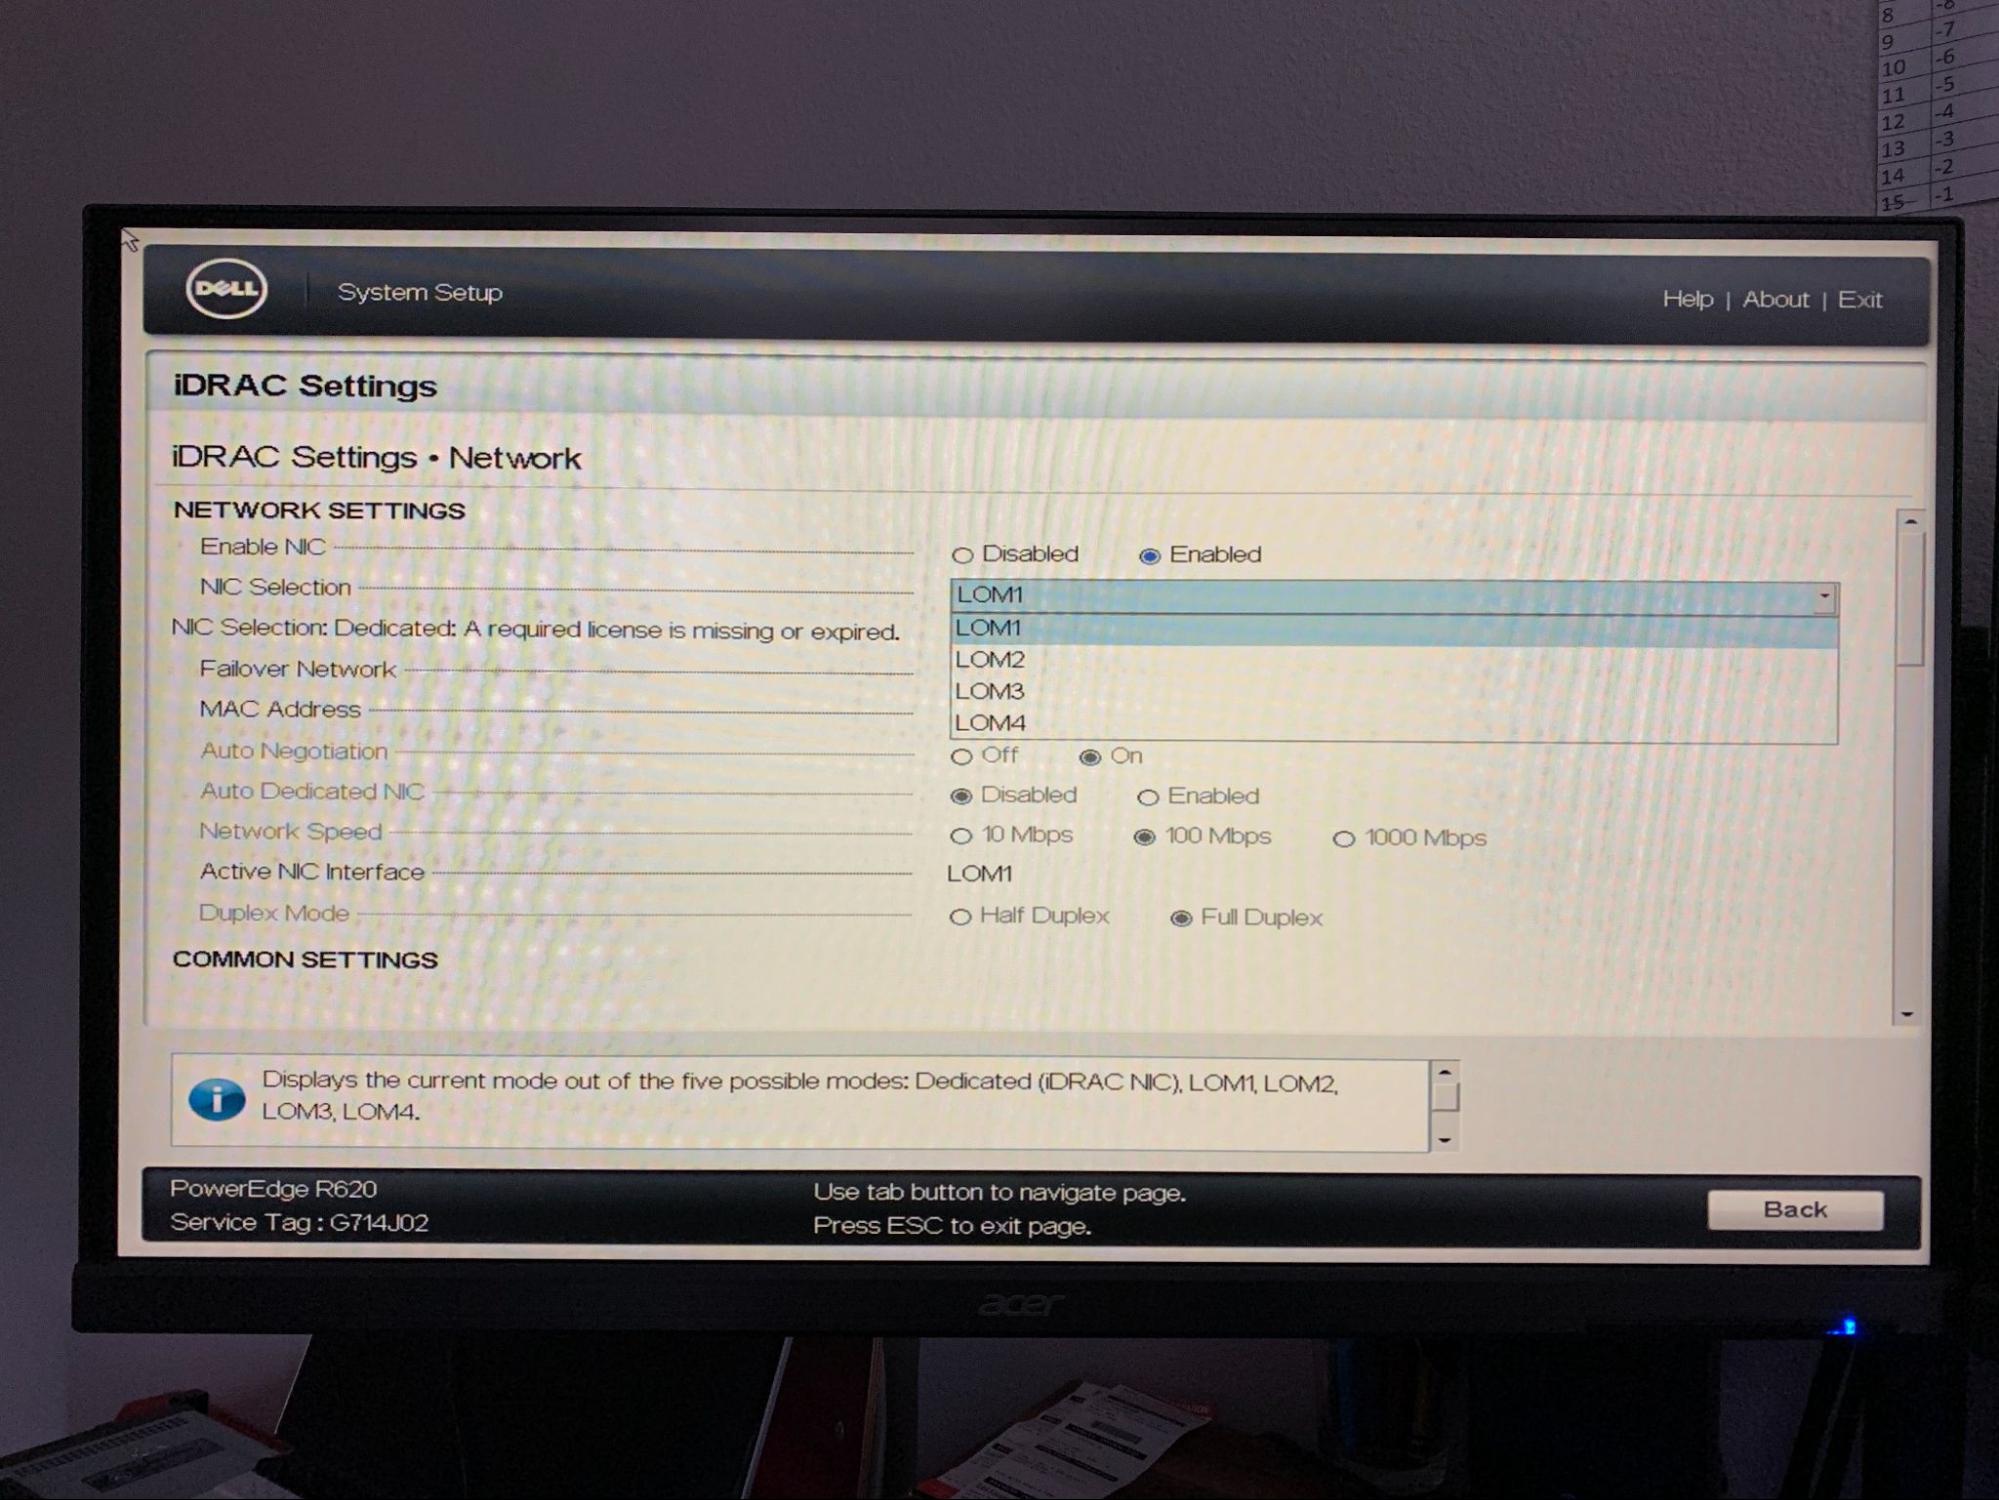 8 -8
9 -7
10 -6
11 -5
12 -4
13 -3
14 -2
15 -1
DELL
System Setup
Help | About | Exit
iDRAC Settings
iDRAC Settings • Network
NETWORK SETTINGS
Enable NIC Disabled Enabled
NIC Selection LOM1
NIC Selection: Dedicated: A required license is missing or expired. LOM1
LOM2
Failover Network LOM3
MAC Address LOM4
Auto Negotiation Off On
Auto Dedicated NIC Disabled Enabled
Network Speed 10 Mbps 100 Mbps 1000 Mbps
Active NIC Interface LOM1
Duplex Mode Half Duplex Full Duplex
COMMON SETTINGS
Displays the current mode out of the five possible modes: Dedicated (iDRAC NIC), LOM1, LOM2,
LOM3, LOM4.
PowerEdge R620
Service Tag : G714J02
Use tab button to navigate page.
Press ESC to exit page.
Back
acer